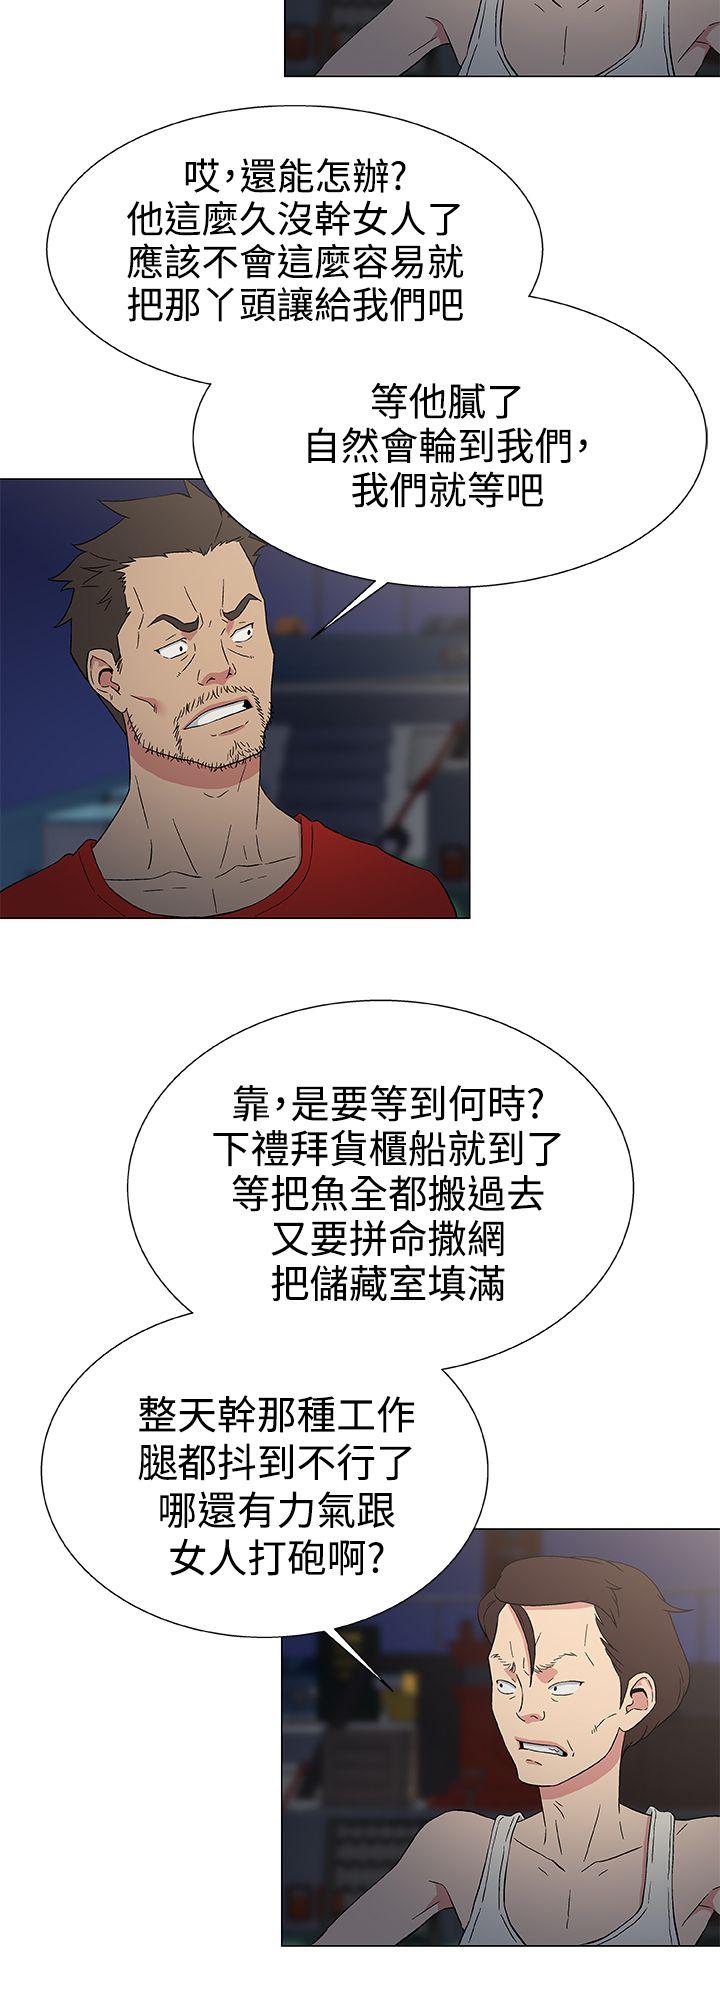 哎,還能怎辦?
他這麼久沒幹女人了
應該不會這麼容易就
把那丫頭讓給我們吧
等他膩了
自然會輪到我們,
我們就等吧
靠,是要等到何時?
下禮拜貨櫃船就到了
等把魚全都搬過去
又要拼命撒網
把儲藏室填滿
整天幹那種工作
腿都抖到不行了
哪還有力氣跟
女人打砲啊?